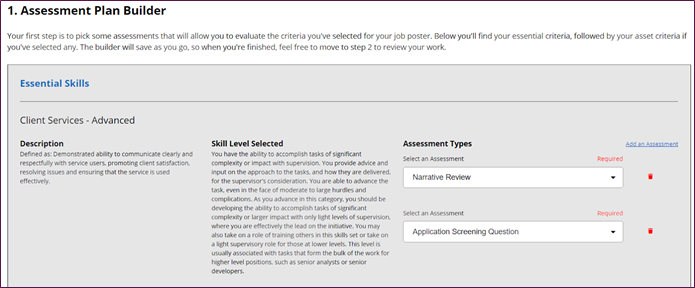 1. Assessment Plan Builder
Your first step is to pick some assessments that will allow you to evaluate the criteria you've selected for your job poster. Below you'll find your essential criteria, followed by your asset criteria if
you've selected any. The builder will save as you go, so when you're finished, feel free to move to step 2 to review your work.
Essential Skills
Client Services - Advanced
Description
Defined as: Demonstrated ability to communicate clearly and
respectfully with service users, promoting client satisfaction,
resolving issues and ensuring that the service is used
effectively.
Skill Level Selected
You have the ability to accomplish tasks of significant
complexity or impact with supervision. You provide advice and
input on the approach to the tasks, and how they are delivered,
for the supervisor's consideration. You are able to advance the
task, even in the face of moderate to large hurdles and
complications. As you advance in this category, you should be
developing the ability to accomplish tasks of significant
complexity or larger impact with only light levels of supervision,
where you are effectively the lead on the initiative. You may
also take on a role of training others in this skills set or take on
a light supervisory role for those at lower levels. This level is
usually associated with tasks that form the bulk of the work for
higher level positions, such as senior analysts or senior
developers.
Assessment Types
Add an Assessment
Select an Assessment Required
Narrative Review
Select an Assessment Required
Application Screening Question